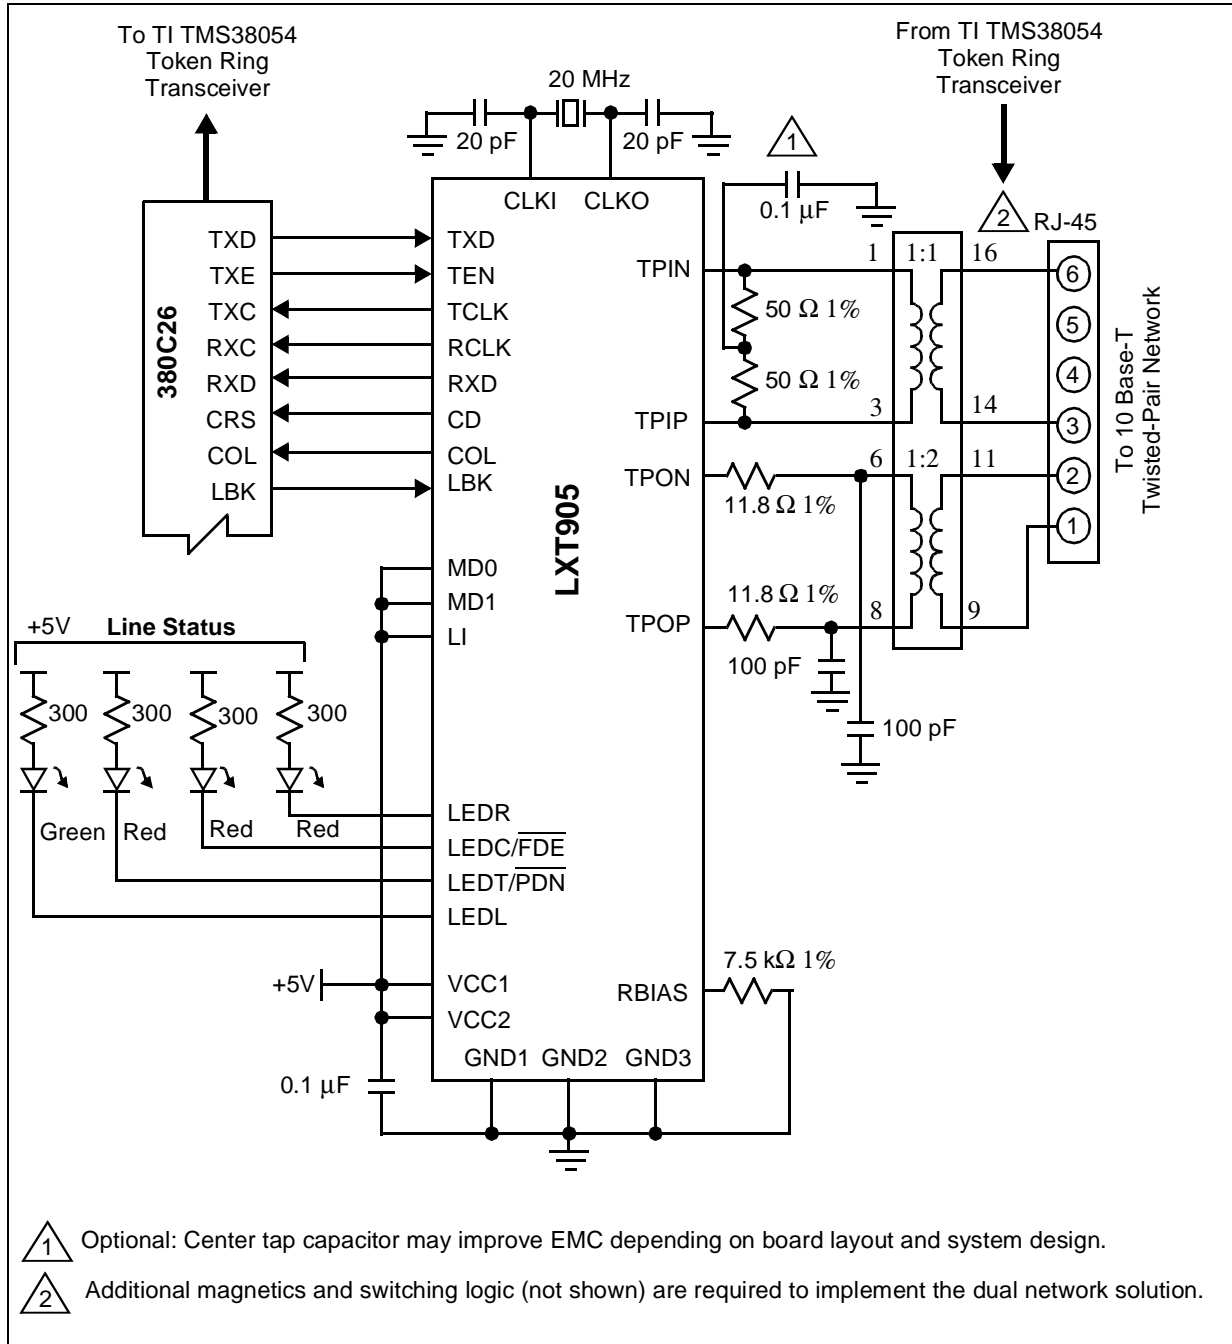 To TI TMS38054
Token Ring
Transceiver
From TI TMS38054
Token Ring
Transceiver
20 MHz
20 pF
20 pF
1
0.1 µF
2
RJ-45
CLKI
CLKO
380C26
TXD
TXE
TXC
RXC
RXD
CRS
COL
LBK
TXD
TEN
TCLK
RCLK
RXD
CD
COL
LBK
LXT905
MD0
MD1
LI
TPIN
TPIP
TPON
TPOP
50 Ω 1%
50 Ω 1%
11.8 Ω 1%
11.8 Ω 1%
100 pF
100 pF
1
1:1
16
3
14
6
1:2
11
8
9
6
5
4
3
2
1
To 10 Base-T
Twisted-Pair Network
+5V
Line Status
300
300
300
300
Green
Red
Red
Red
LEDR
LEDC/FDE
LEDT/PDN
LEDL
+5V
VCC1
VCC2
0.1 µF
RBIAS
7.5 kΩ 1%
GND1
GND2
GND3
1 Optional: Center tap capacitor may improve EMC depending on board layout and system design.
2 Additional magnetics and switching logic (not shown) are required to implement the dual network solution.